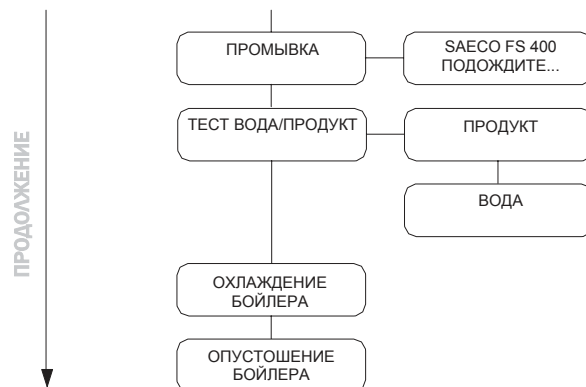 ПРОДОЛЖЕНИЕ
ПРОМЫВКА
SAECO FS 400
ПОДОЖДИТЕ...
ТЕСТ ВОДА/ПРОДУКТ
ПРОДУКТ
ВОДА
ОХЛАЖДЕНИЕ
БОЙЛЕРА
ОПУСТОШЕНИЕ
БОЙЛЕРА